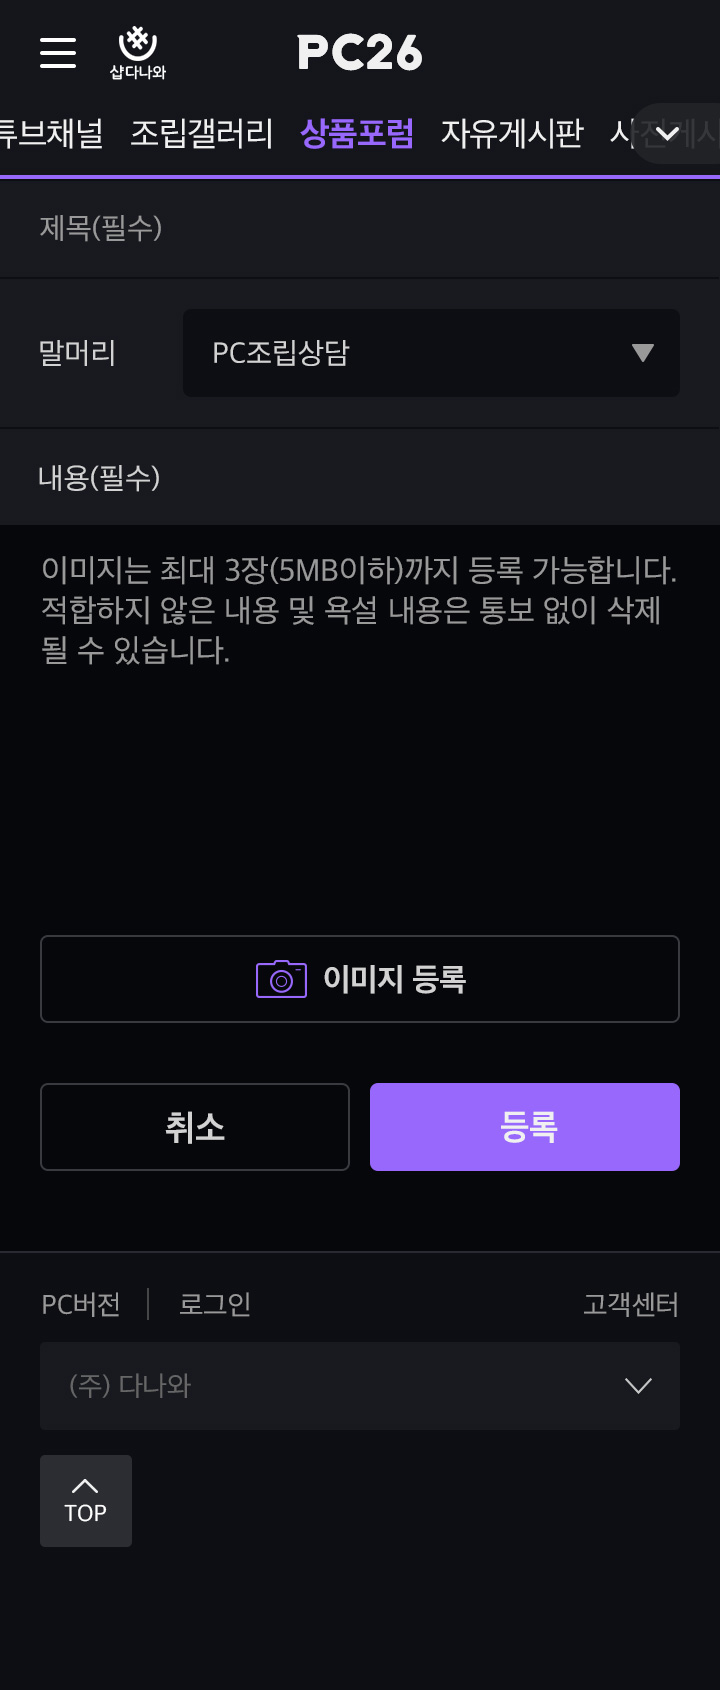 샵다나와
PC26
튜브채널 조립갤러리 상품포럼 자유게시판 사진게시
제목(필수)
말머리 PC조립상담
내용(필수)
이미지는 최대 3장(5MB이하)까지 등록 가능합니다.
적합하지 않은 내용 및 욕설 내용은 통보 없이 삭제
될 수 있습니다.
이미지 등록
취소 등록
PC버전 로그인 고객센터
(주) 다나와
TOP